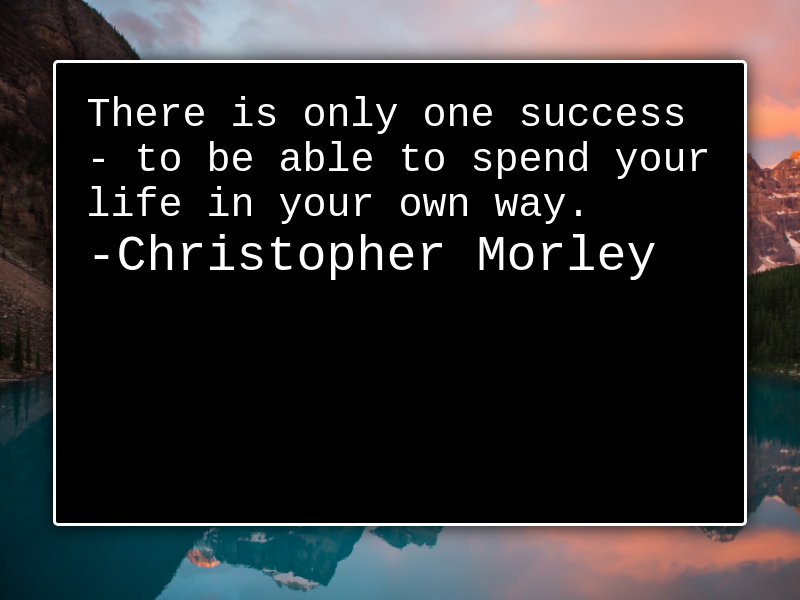 There is only one success
- to be able to spend your
life in your own way.
-Christopher Morley